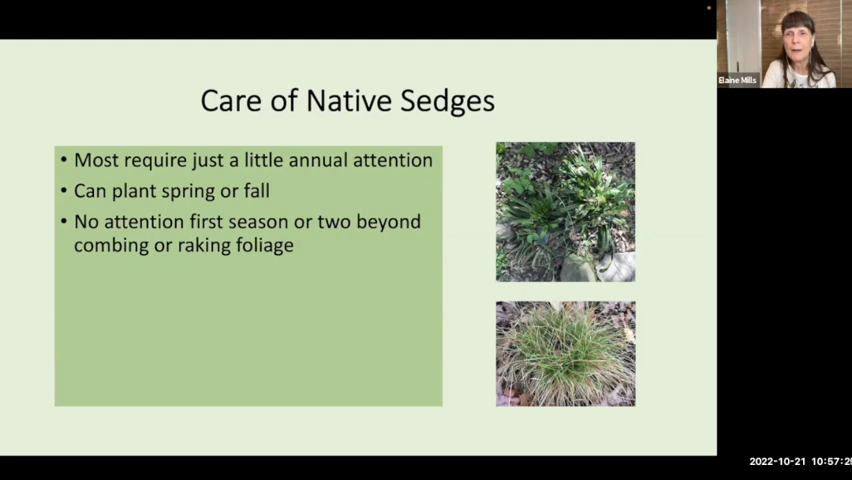 Elaine Mills
Care of Native Sedges
• Most require just a little annual attention
• Can plant spring or fall
• No attention first season or two beyond
combing or raking foliage
2022-10-21 10:57:25